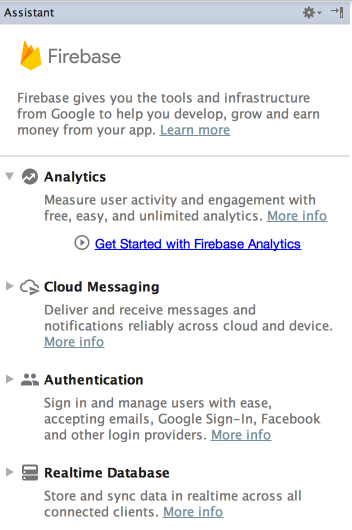 Assistant
Firebase
Firebase gives you the tools and infrastructure
from Google to help you develop, grow and earn
money from your app. Learn more
Analytics
Measure user activity and engagement with
free, easy, and unlimited analytics. More info
Get Started with Firebase Analytics
Cloud Messaging
Deliver and receive messages and
notifications reliably across cloud and device.
More info
Authentication
Sign in and manage users with ease,
accepting emails, Google Sign-In, Facebook
and other login providers. More info
Realtime Database
Store and sync data in realtime across all
connected clients. More info